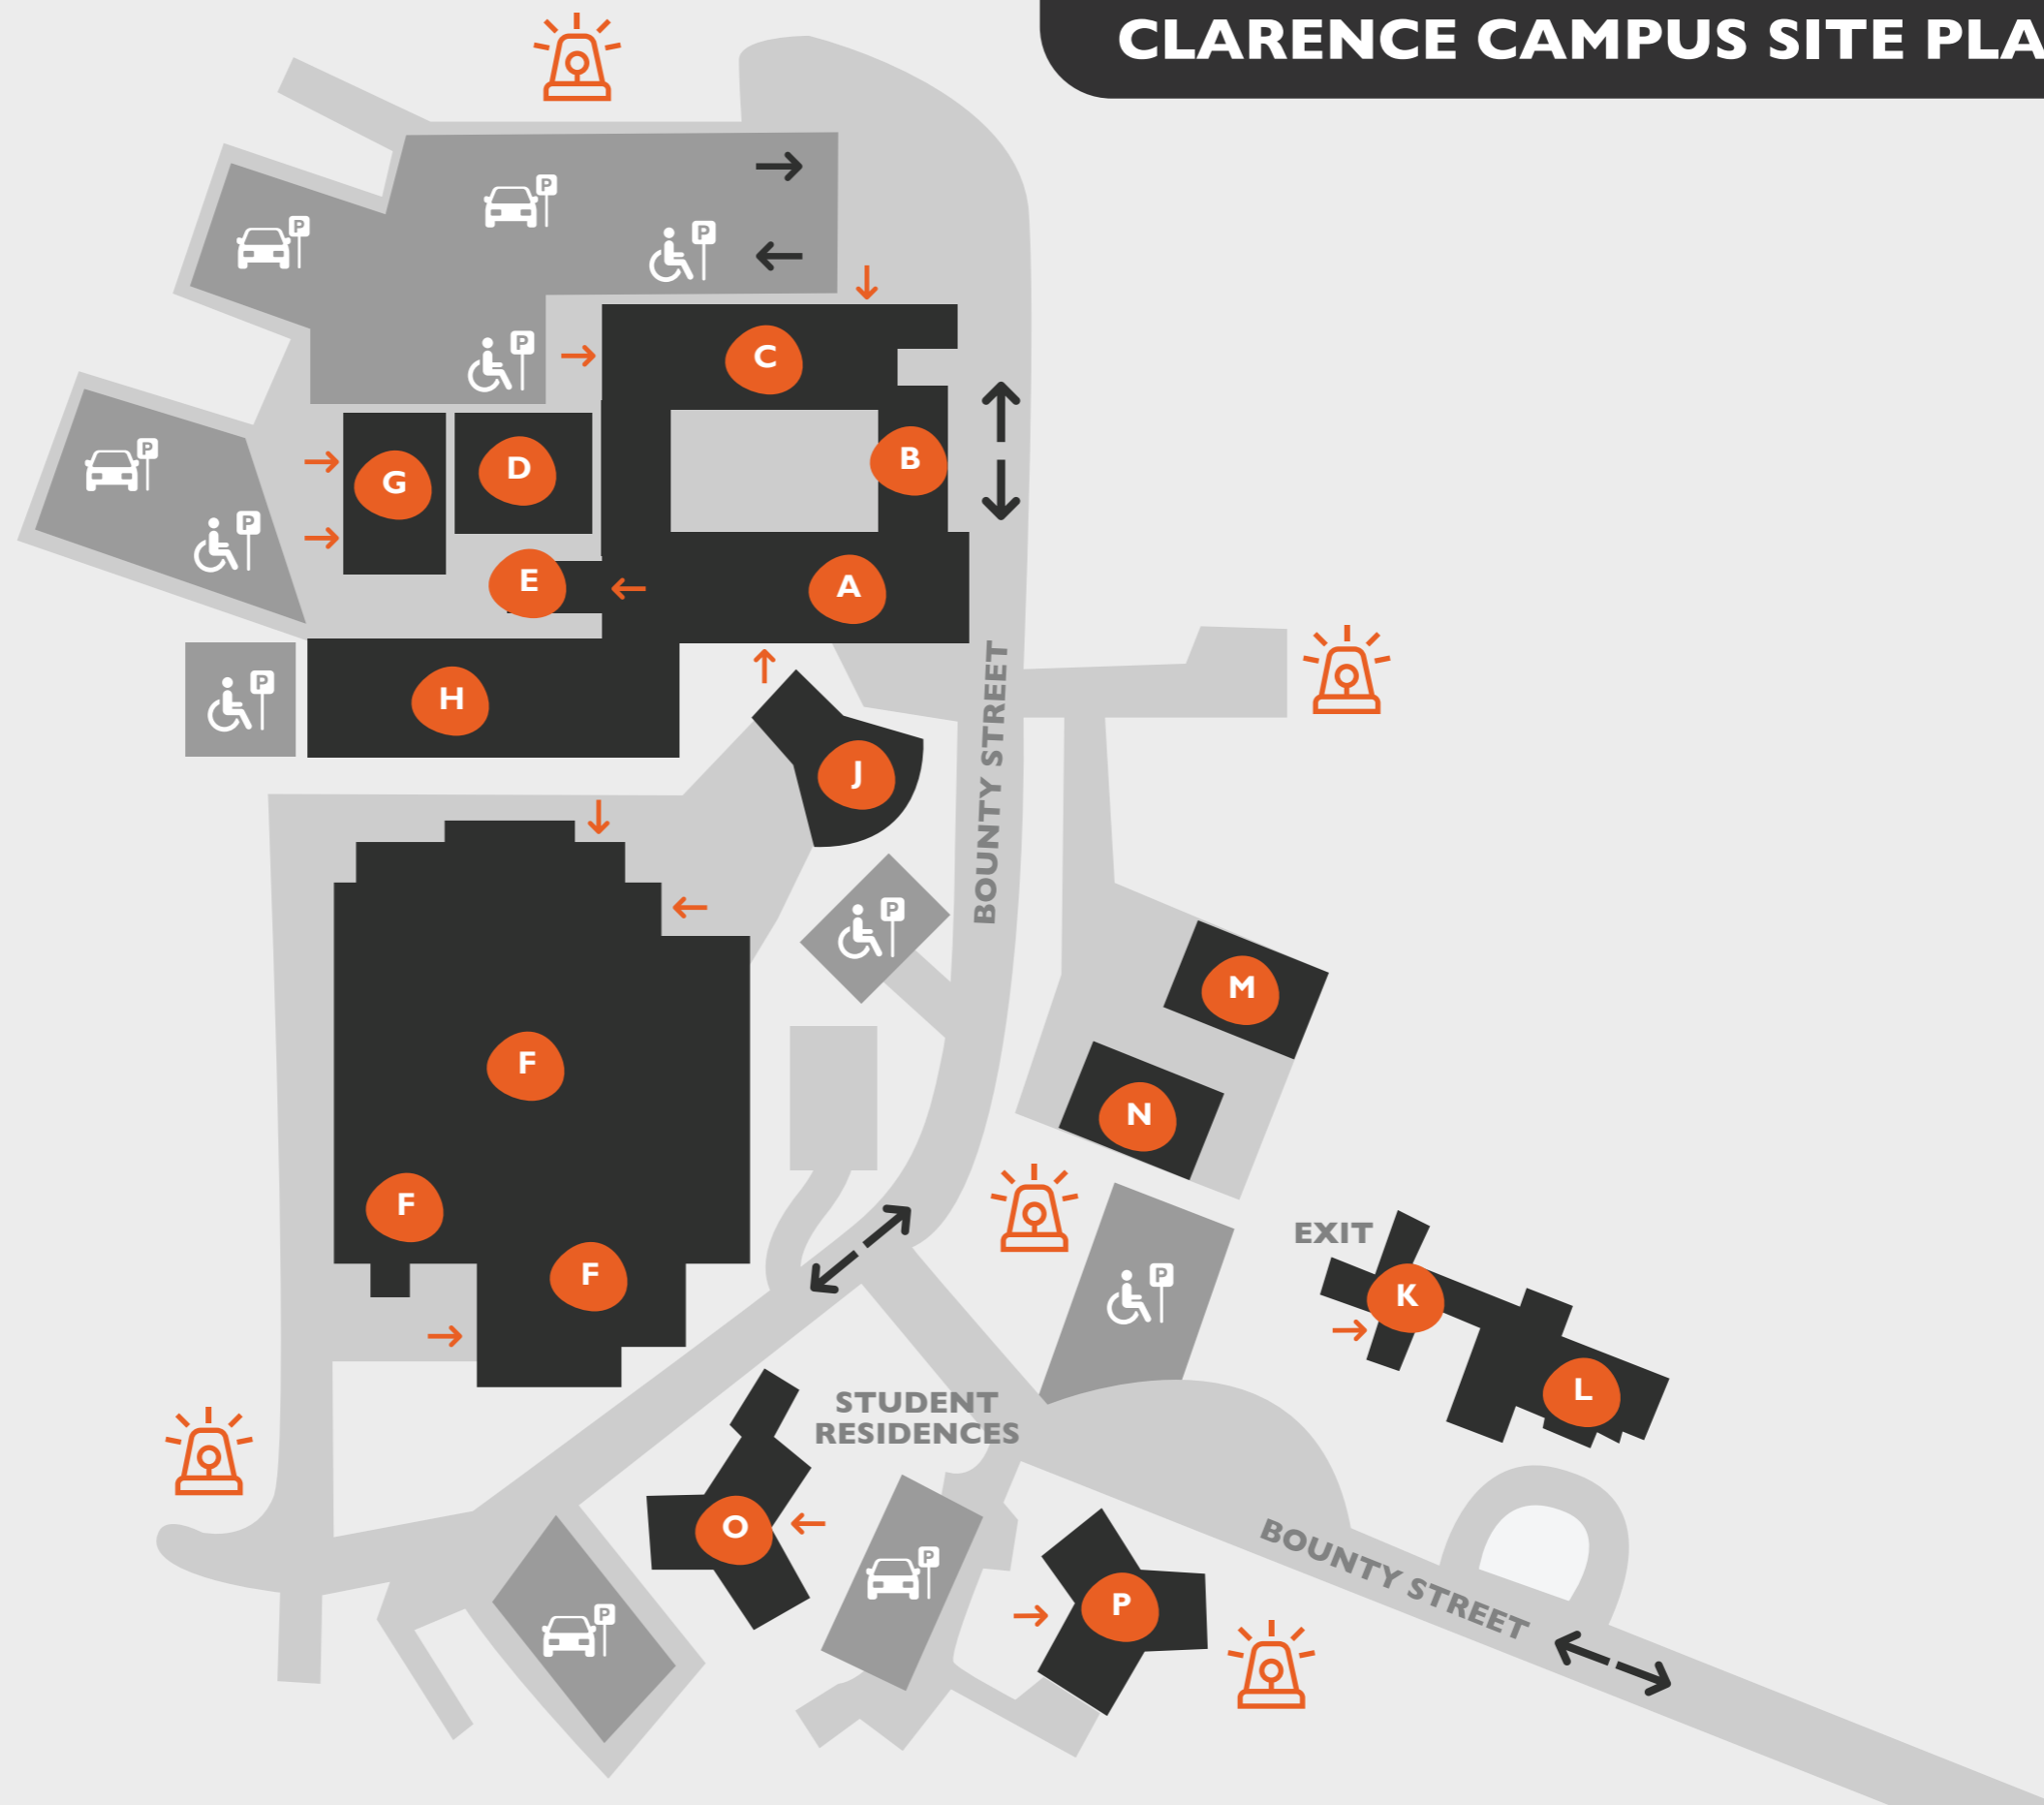 CLARENCE CAMPUS SITE PLA
P
P
P
C
P
P
B
G
D
P
E
A
P
H
BOUNTY STREET
J
P
M
F
N
F
EXIT
F
P
K
L
STUDENT
RESIDENCES
O
P
BOUNTY STREET
P
P